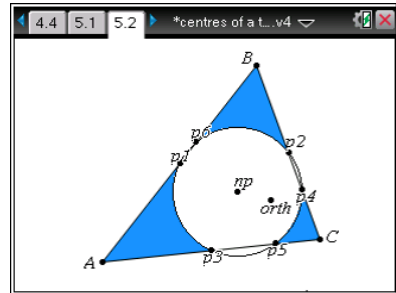 4.4 5.1 5.2 *centres of a t...v4
B
p6
p1
p2
np
p4
orth
C
p3
p5
A